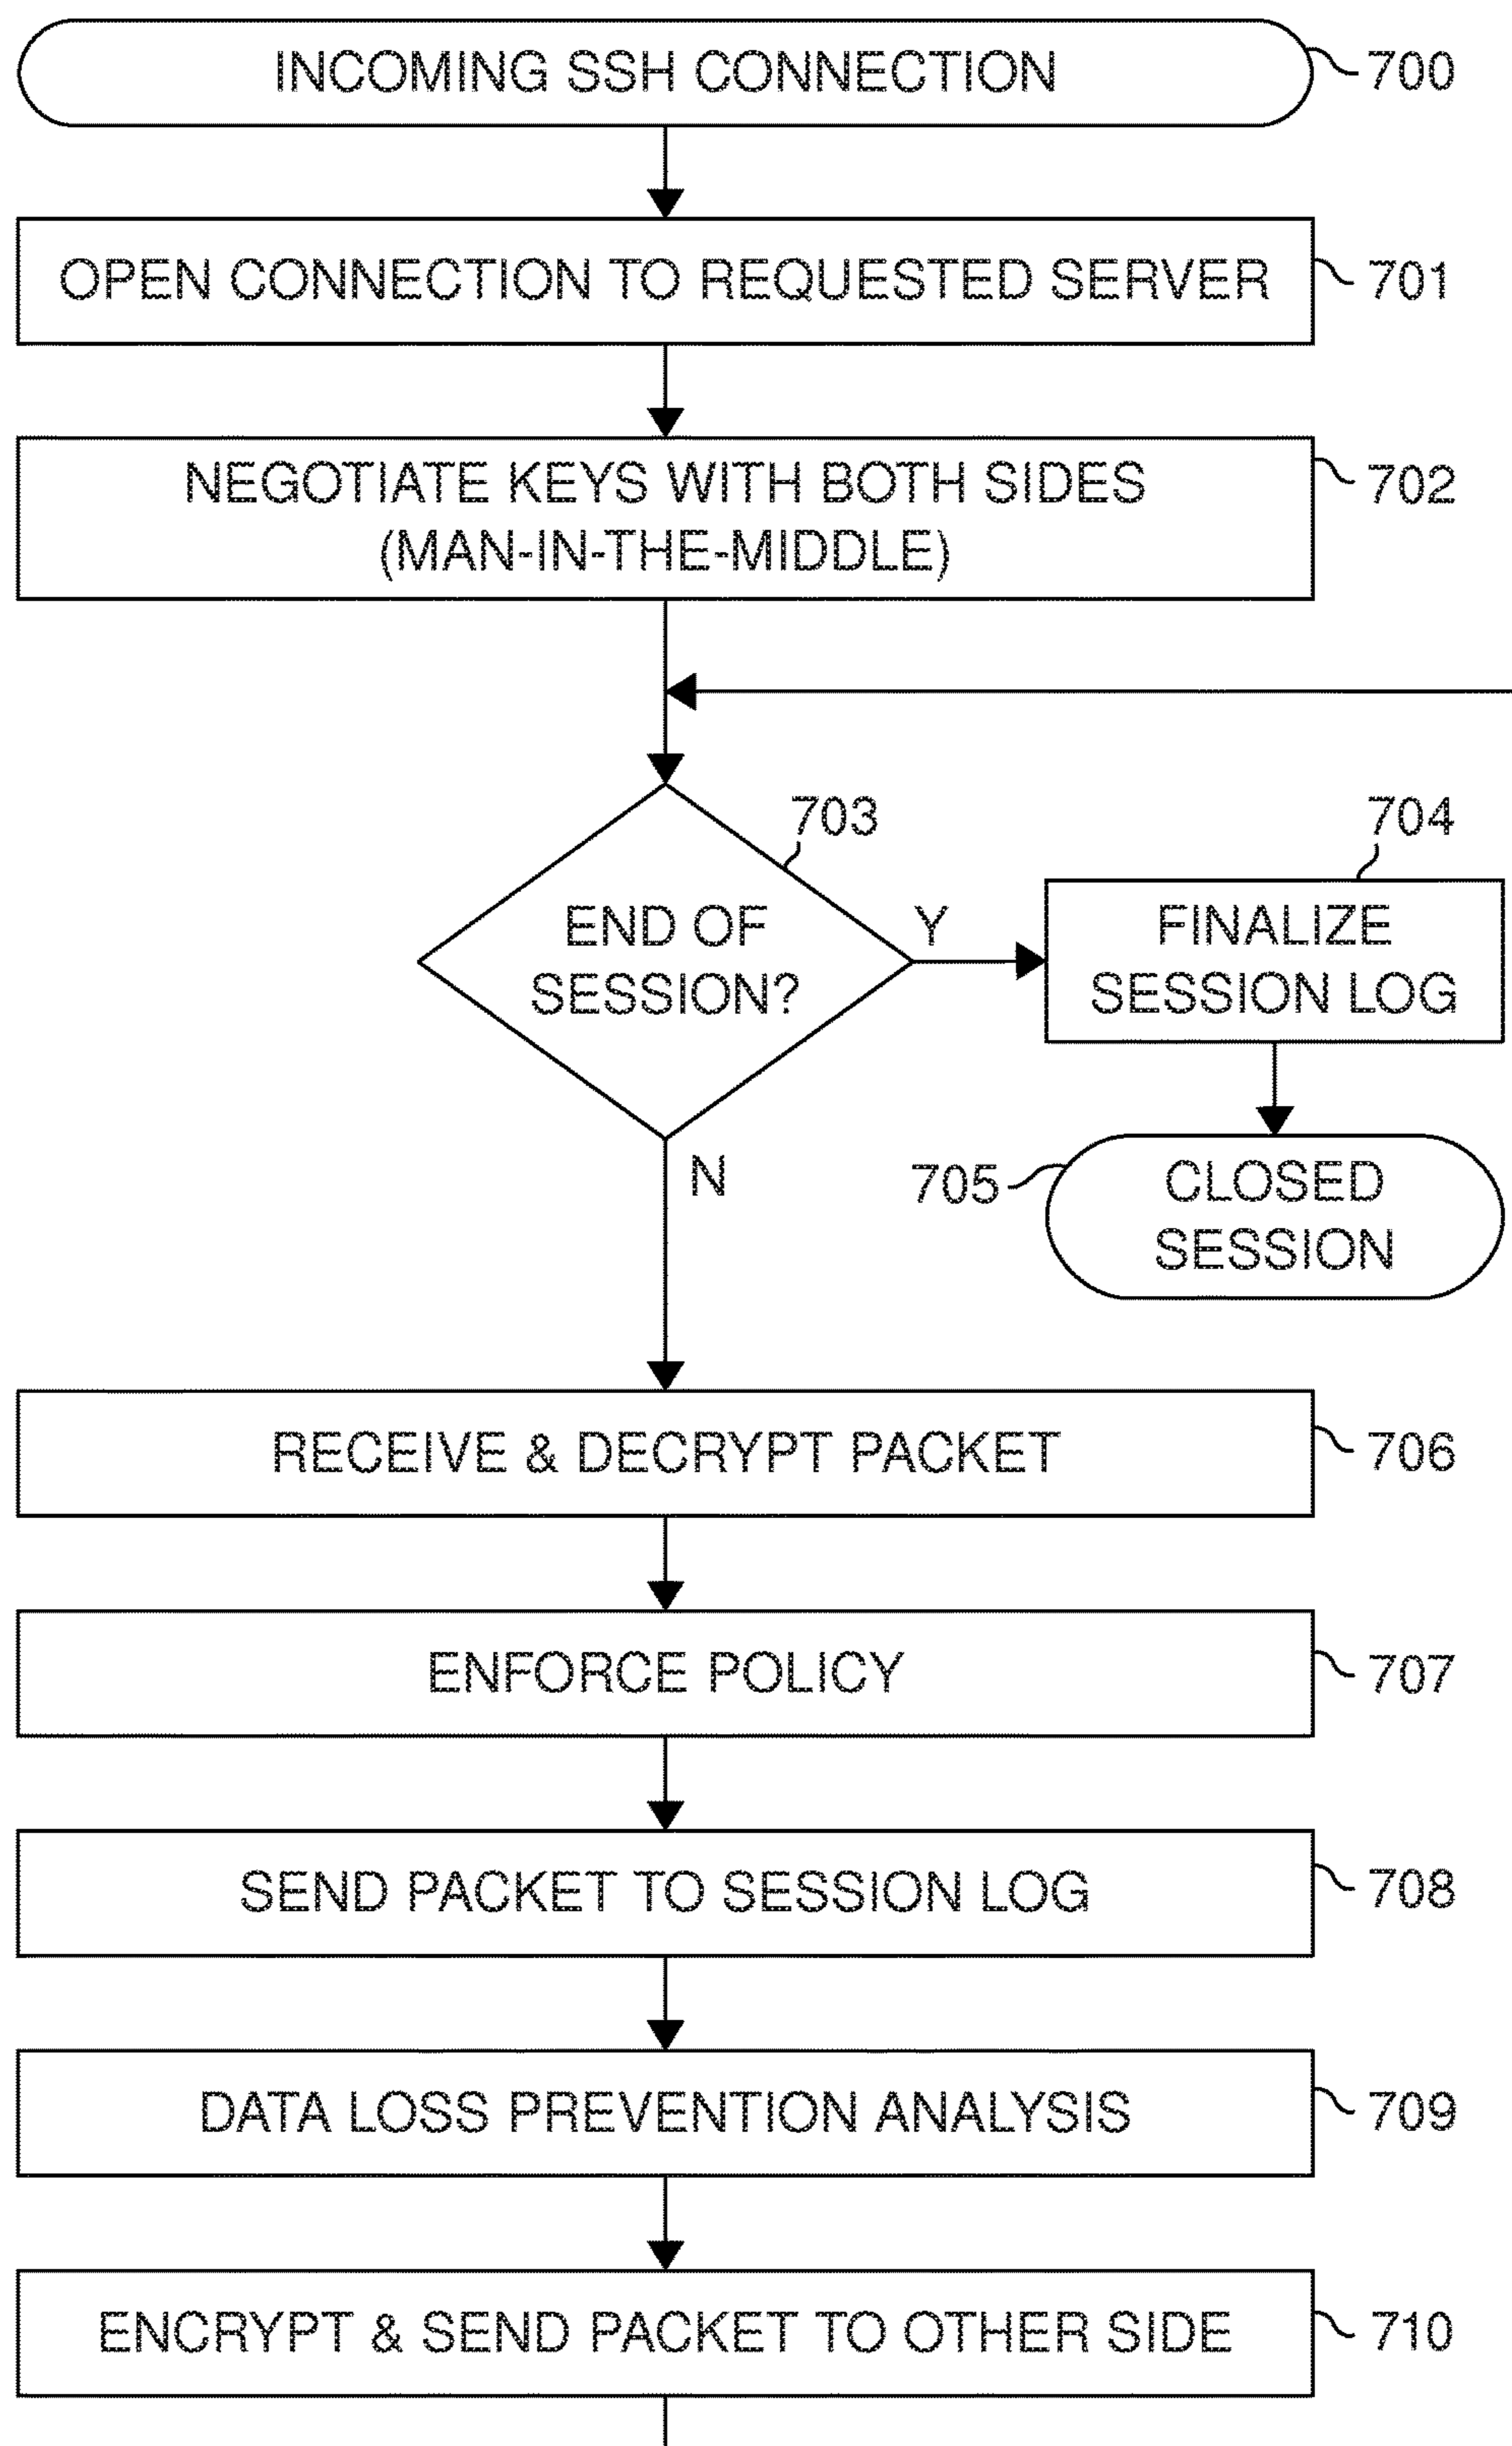 INCOMING SSH CONNECTION
700
OPEN CONNECTION TO REQUESTED SERVER
701
NEGOTIATE KEYS WITH BOTH SIDES
(MAN-IN-THE-MIDDLE)
702
703
END OF
SESSION?
Y
N
704
FINALIZE
SESSION LOG
705
CLOSED
SESSION
RECEIVE & DECRYPT PACKET
706
ENFORCE POLICY
707
SEND PACKET TO SESSION LOG
708
DATA LOSS PREVENTION ANALYSIS
709
ENCRYPT & SEND PACKET TO OTHER SIDE
710